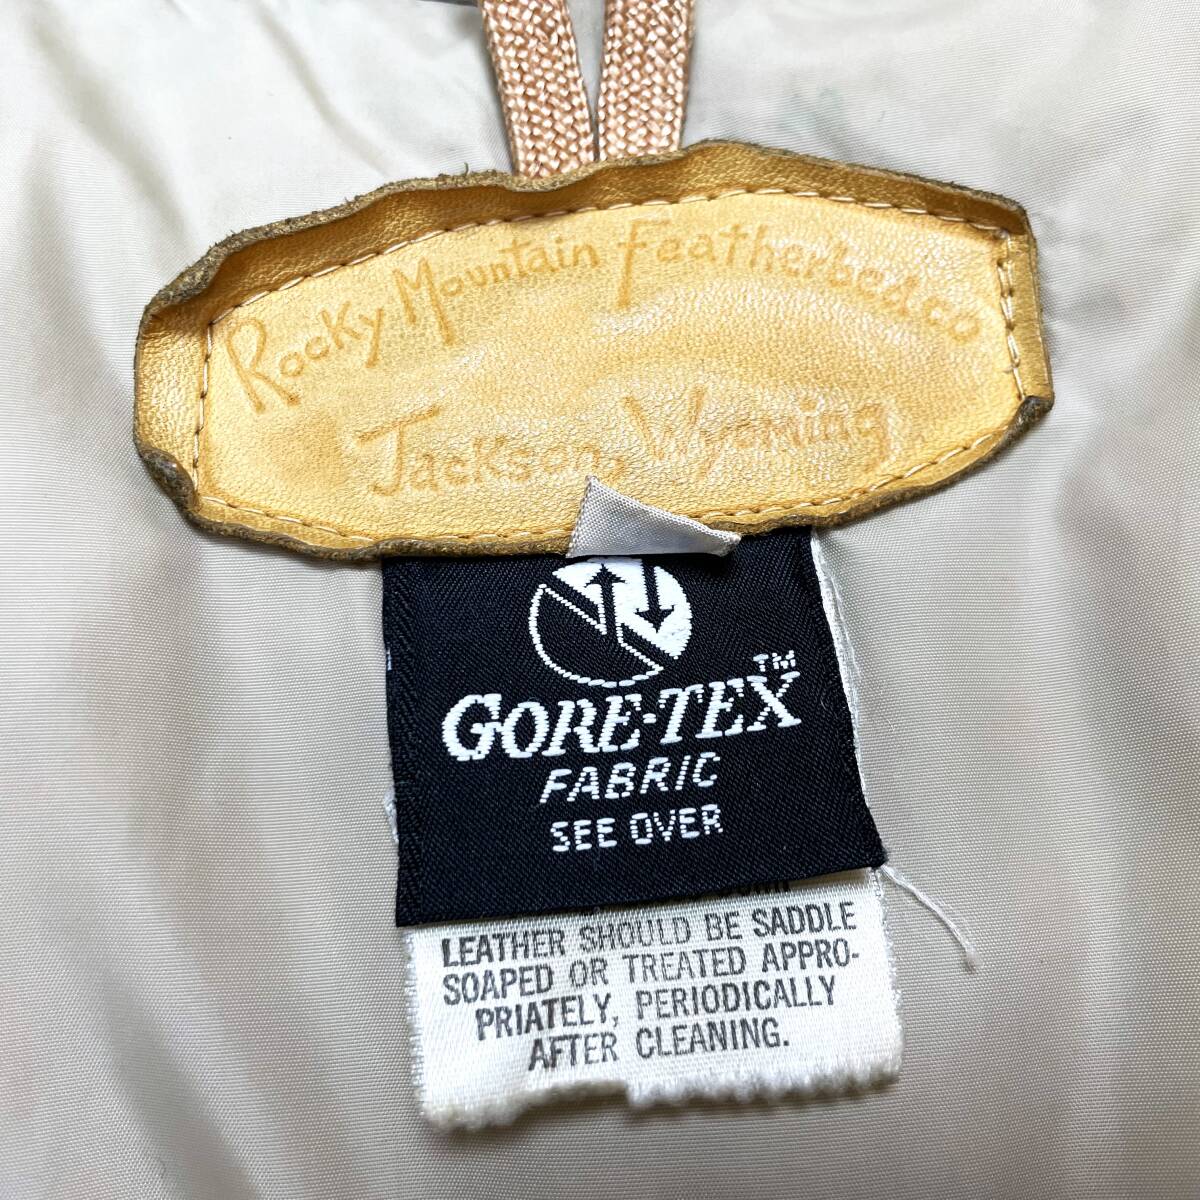 Rocky Mountain Featherbed.co
Jackson, Wyoming
GORE-TEX™
FABRIC
SEE OVER
LEATHER SHOULD BE SADDLE
SOAPED OR TREATED APPRO-
PRIATELY, PERIODICALLY
AFTER CLEANING.